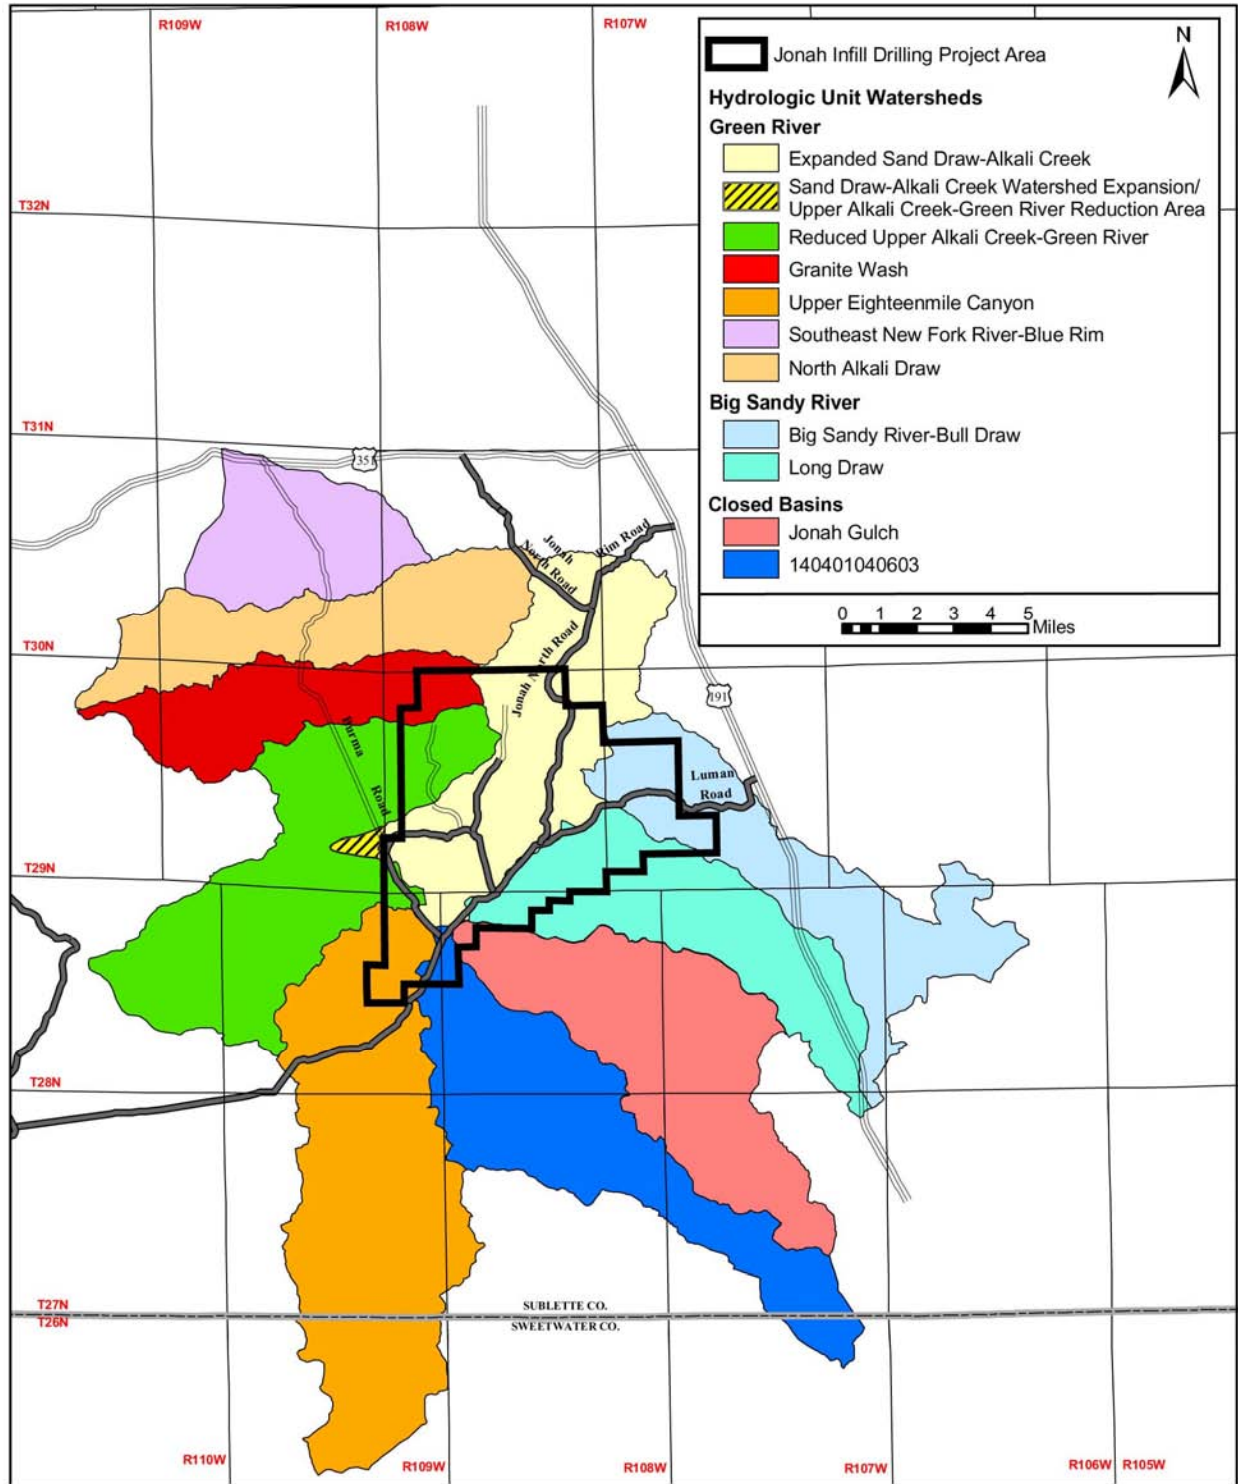 R109W
R108W
R107W
N
Jonah Infill Drilling Project Area
Hydrologic Unit Watersheds
Green River
Expanded Sand Draw-Alkali Creek
Sand Draw-Alkali Creek Watershed Expansion/
Upper Alkali Creek-Green River Reduction Area
Reduced Upper Alkali Creek-Green River
Granite Wash
Upper Eighteenmile Canyon
Southeast New Fork River-Blue Rim
North Alkali Draw
Big Sandy River
Big Sandy River-Bull Draw
Long Draw
Closed Basins
Jonah Gulch
140401040603
0 1 2 3 4 5
Miles
T32N
T31N
351
Jonah
North Road
Rim Road
T30N
Jonah North Road
191
Burma
Road
Luman
Road
T29N
T28N
T27N
T26N
SUBLETTE CO.
SWEETWATER CO.
R110W
R109W
R108W
R107W
R106W
R105W